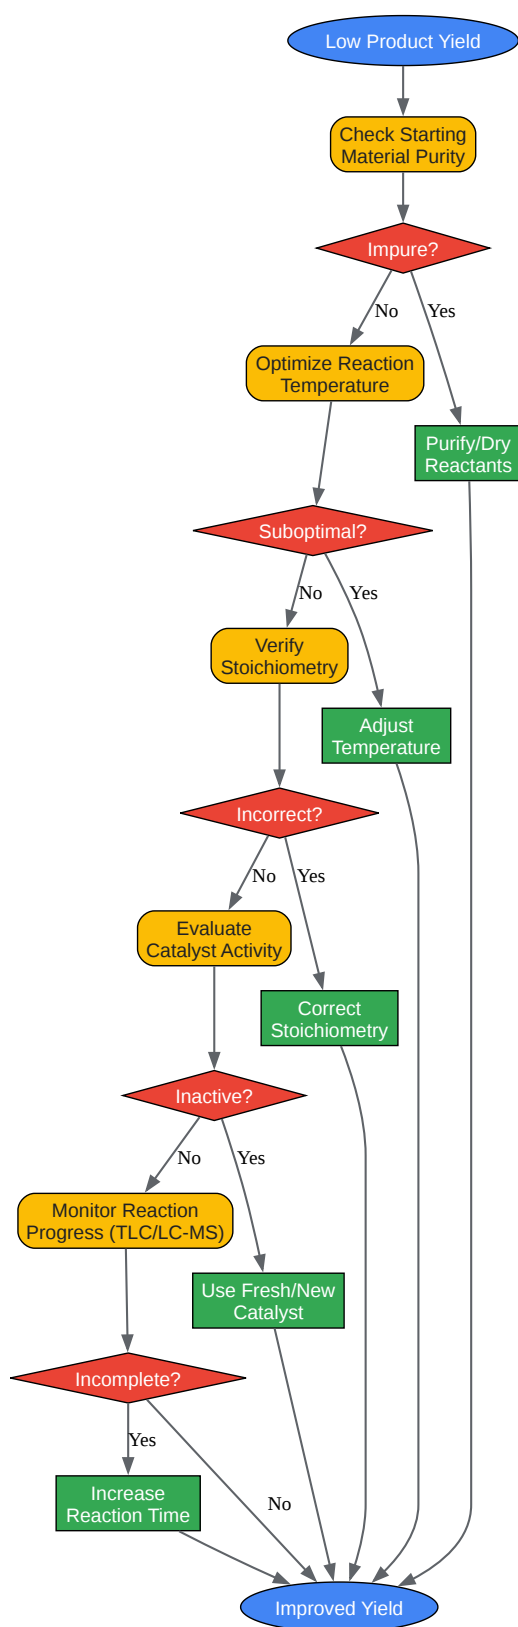 Low Product Yield
Check Starting
Material Purity
Impure?
No
Yes
Optimize Reaction
Temperature
Purify/Dry
Reactants
Suboptimal?
No
Yes
Verify
Stoichiometry
Adjust
Temperature
Incorrect?
No
Yes
Evaluate
Catalyst Activity
Correct
Stoichiometry
Inactive?
No
Yes
Monitor Reaction
Progress (TLC/LC-MS)
Use Fresh/New
Catalyst
Incomplete?
Yes
No
Increase
Reaction Time
Improved Yield